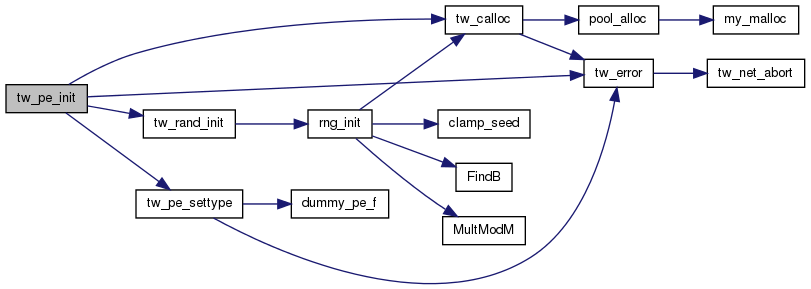 tw_calloc
pool_alloc
my_malloc
tw_error
tw_net_abort
tw_pe_init
tw_rand_init
rng_init
clamp_seed
FindB
tw_pe_settype
dummy_pe_f
MultModM